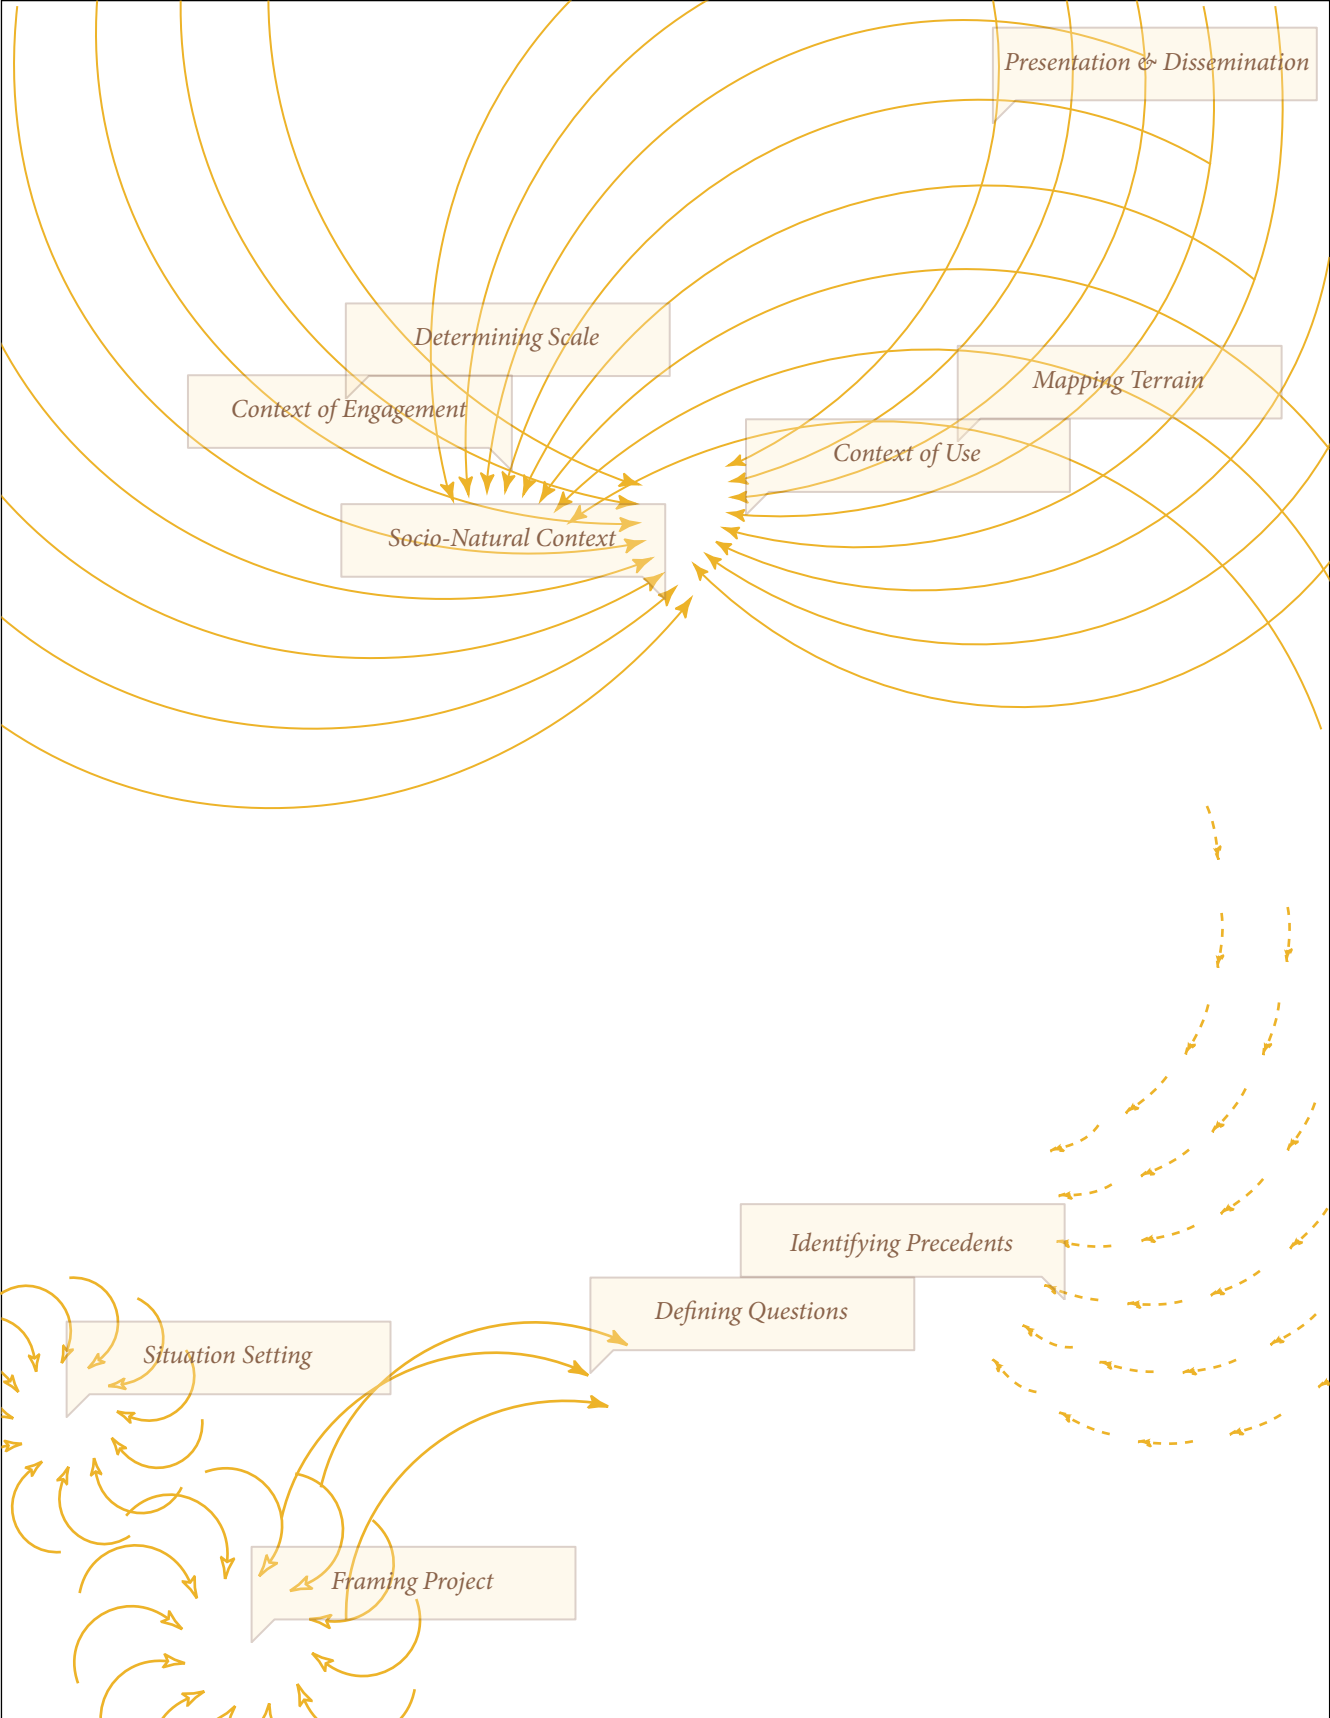 Presentation & Dissemination
Determining Scale
Mapping Terrain
Context of Engagement
Context of Use
Socio-Natural Context
Identifying Precedents
Defining Questions
Situation Setting
Framing Project